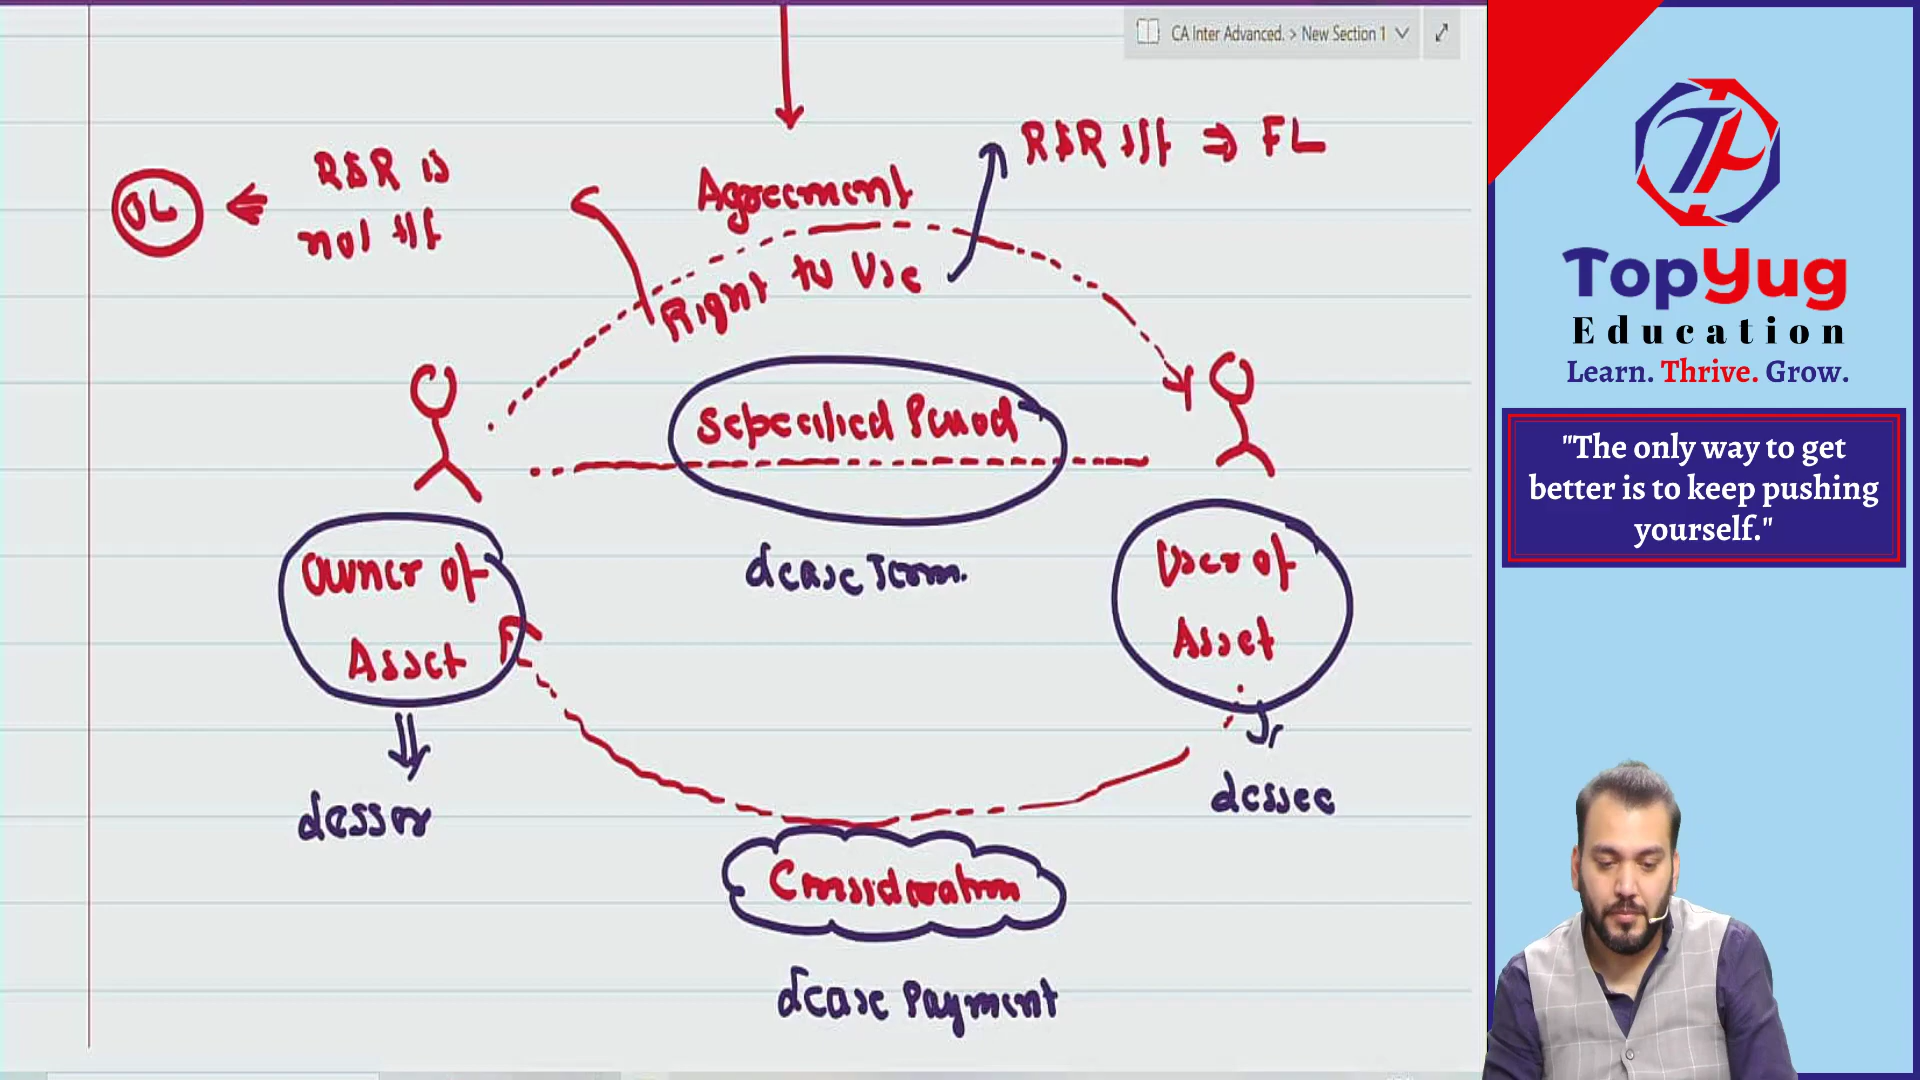 CA Inter Advanced. > New Section 1
R&R t/f ⇒ FL
R&R is
not t/f
OL
Agreement
Right to Use
Sepecified Period
Lease Term.
Owner of
Asset
User of
Asset
Lessor
Lessee
Consideration
Lease Payment
TopYug
Education
Learn. Thrive. Grow.
"The only way to get
better is to keep pushing
yourself."